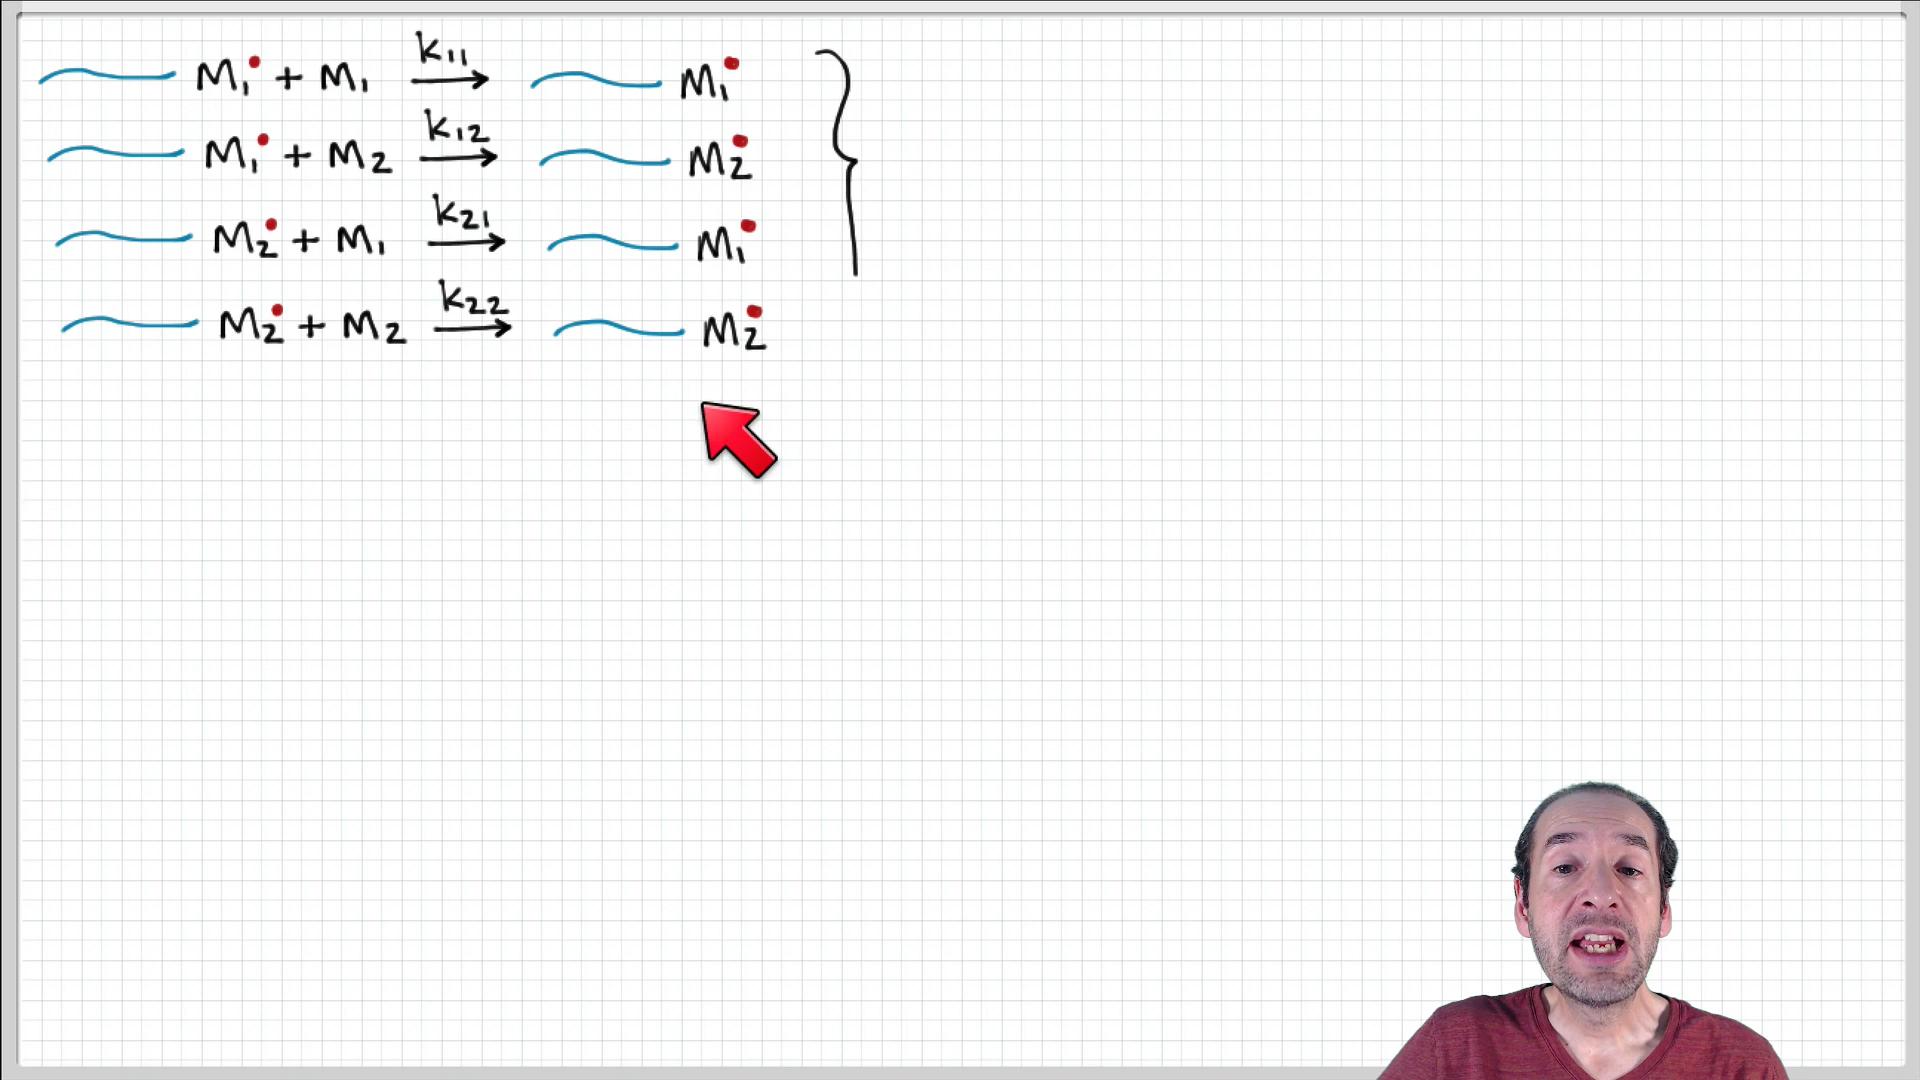 M₁• + M₁ k₁₁ → M₁•
M₁• + M₂ k₁₂ → M₂•
M₂• + M₁ k₂₁ → M₁•
M₂• + M₂ k₂₂ → M₂•